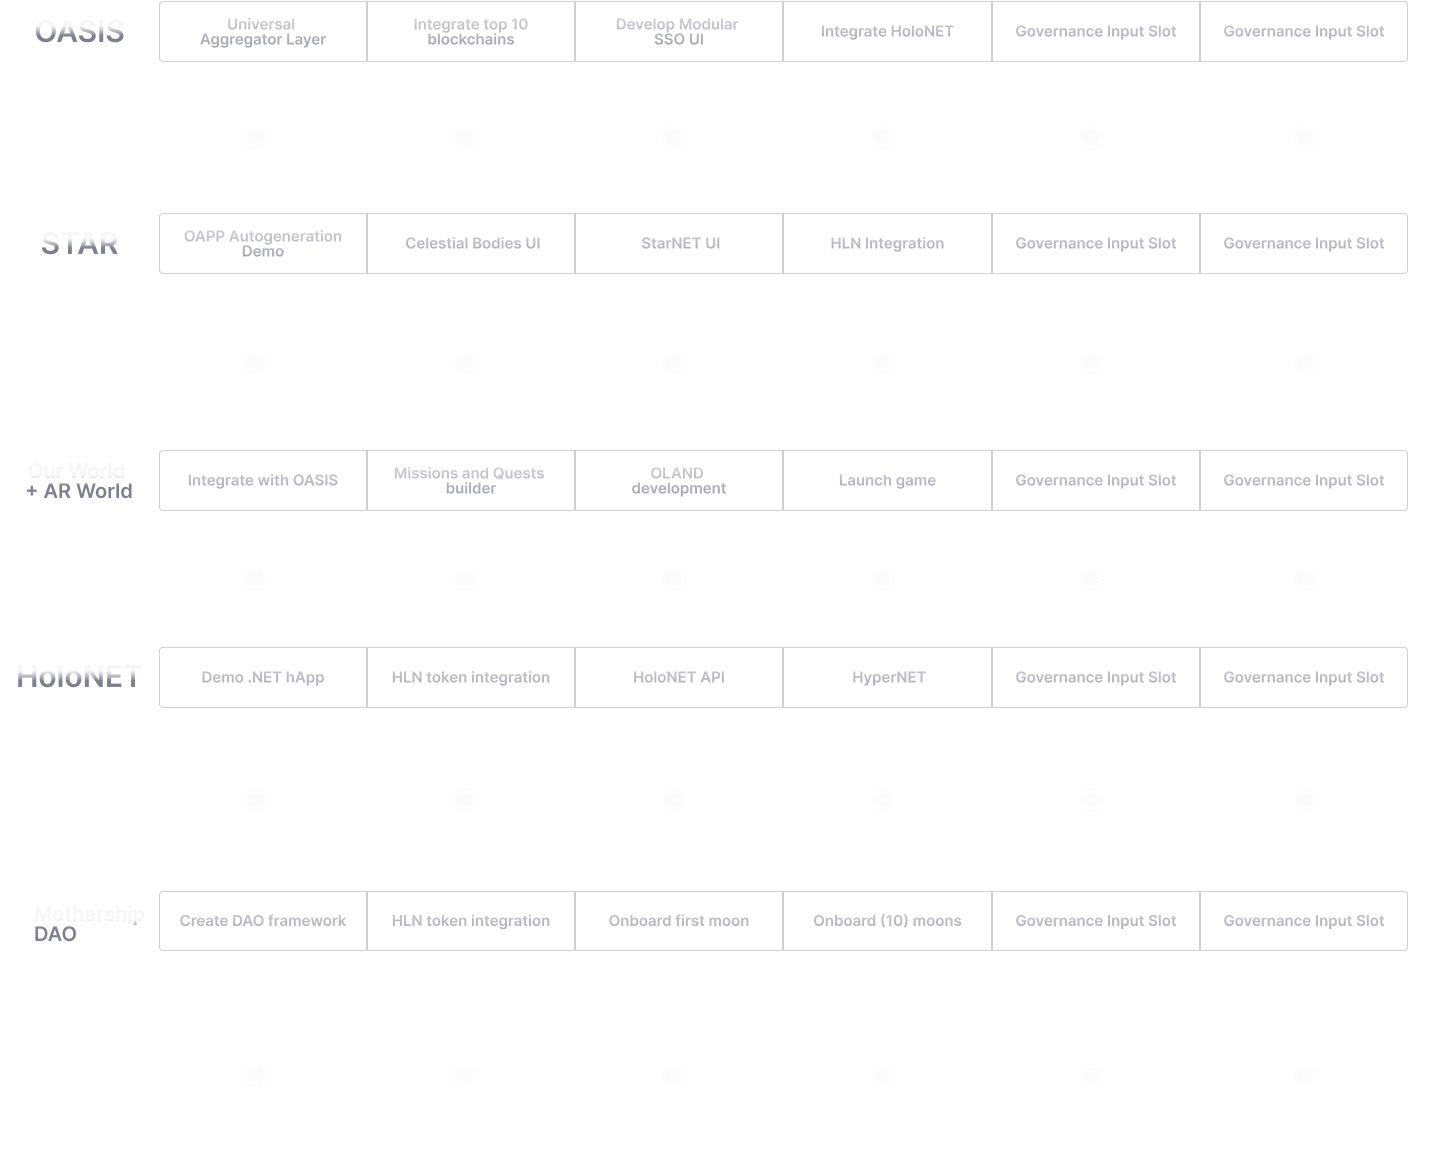 OASIS
Universal
Aggregator Layer
Integrate top 10
blockchains
Develop Modular
SSO UI
Integrate HoloNET
Governance Input Slot
Governance Input Slot
STAR
OAPP Autogeneration
Demo
Celestial Bodies UI
StarNET UI
HLN Integration
Governance Input Slot
Governance Input Slot
Our World
+ AR World
Integrate with OASIS
Missions and Quests
builder
OLAND
development
Launch game
Governance Input Slot
Governance Input Slot
HoloNET
Demo .NET hApp
HLN token integration
HoloNET API
HyperNET
Governance Input Slot
Governance Input Slot
Mothership
DAO
Create DAO framework
HLN token integration
Onboard first moon
Onboard (10) moons
Governance Input Slot
Governance Input Slot